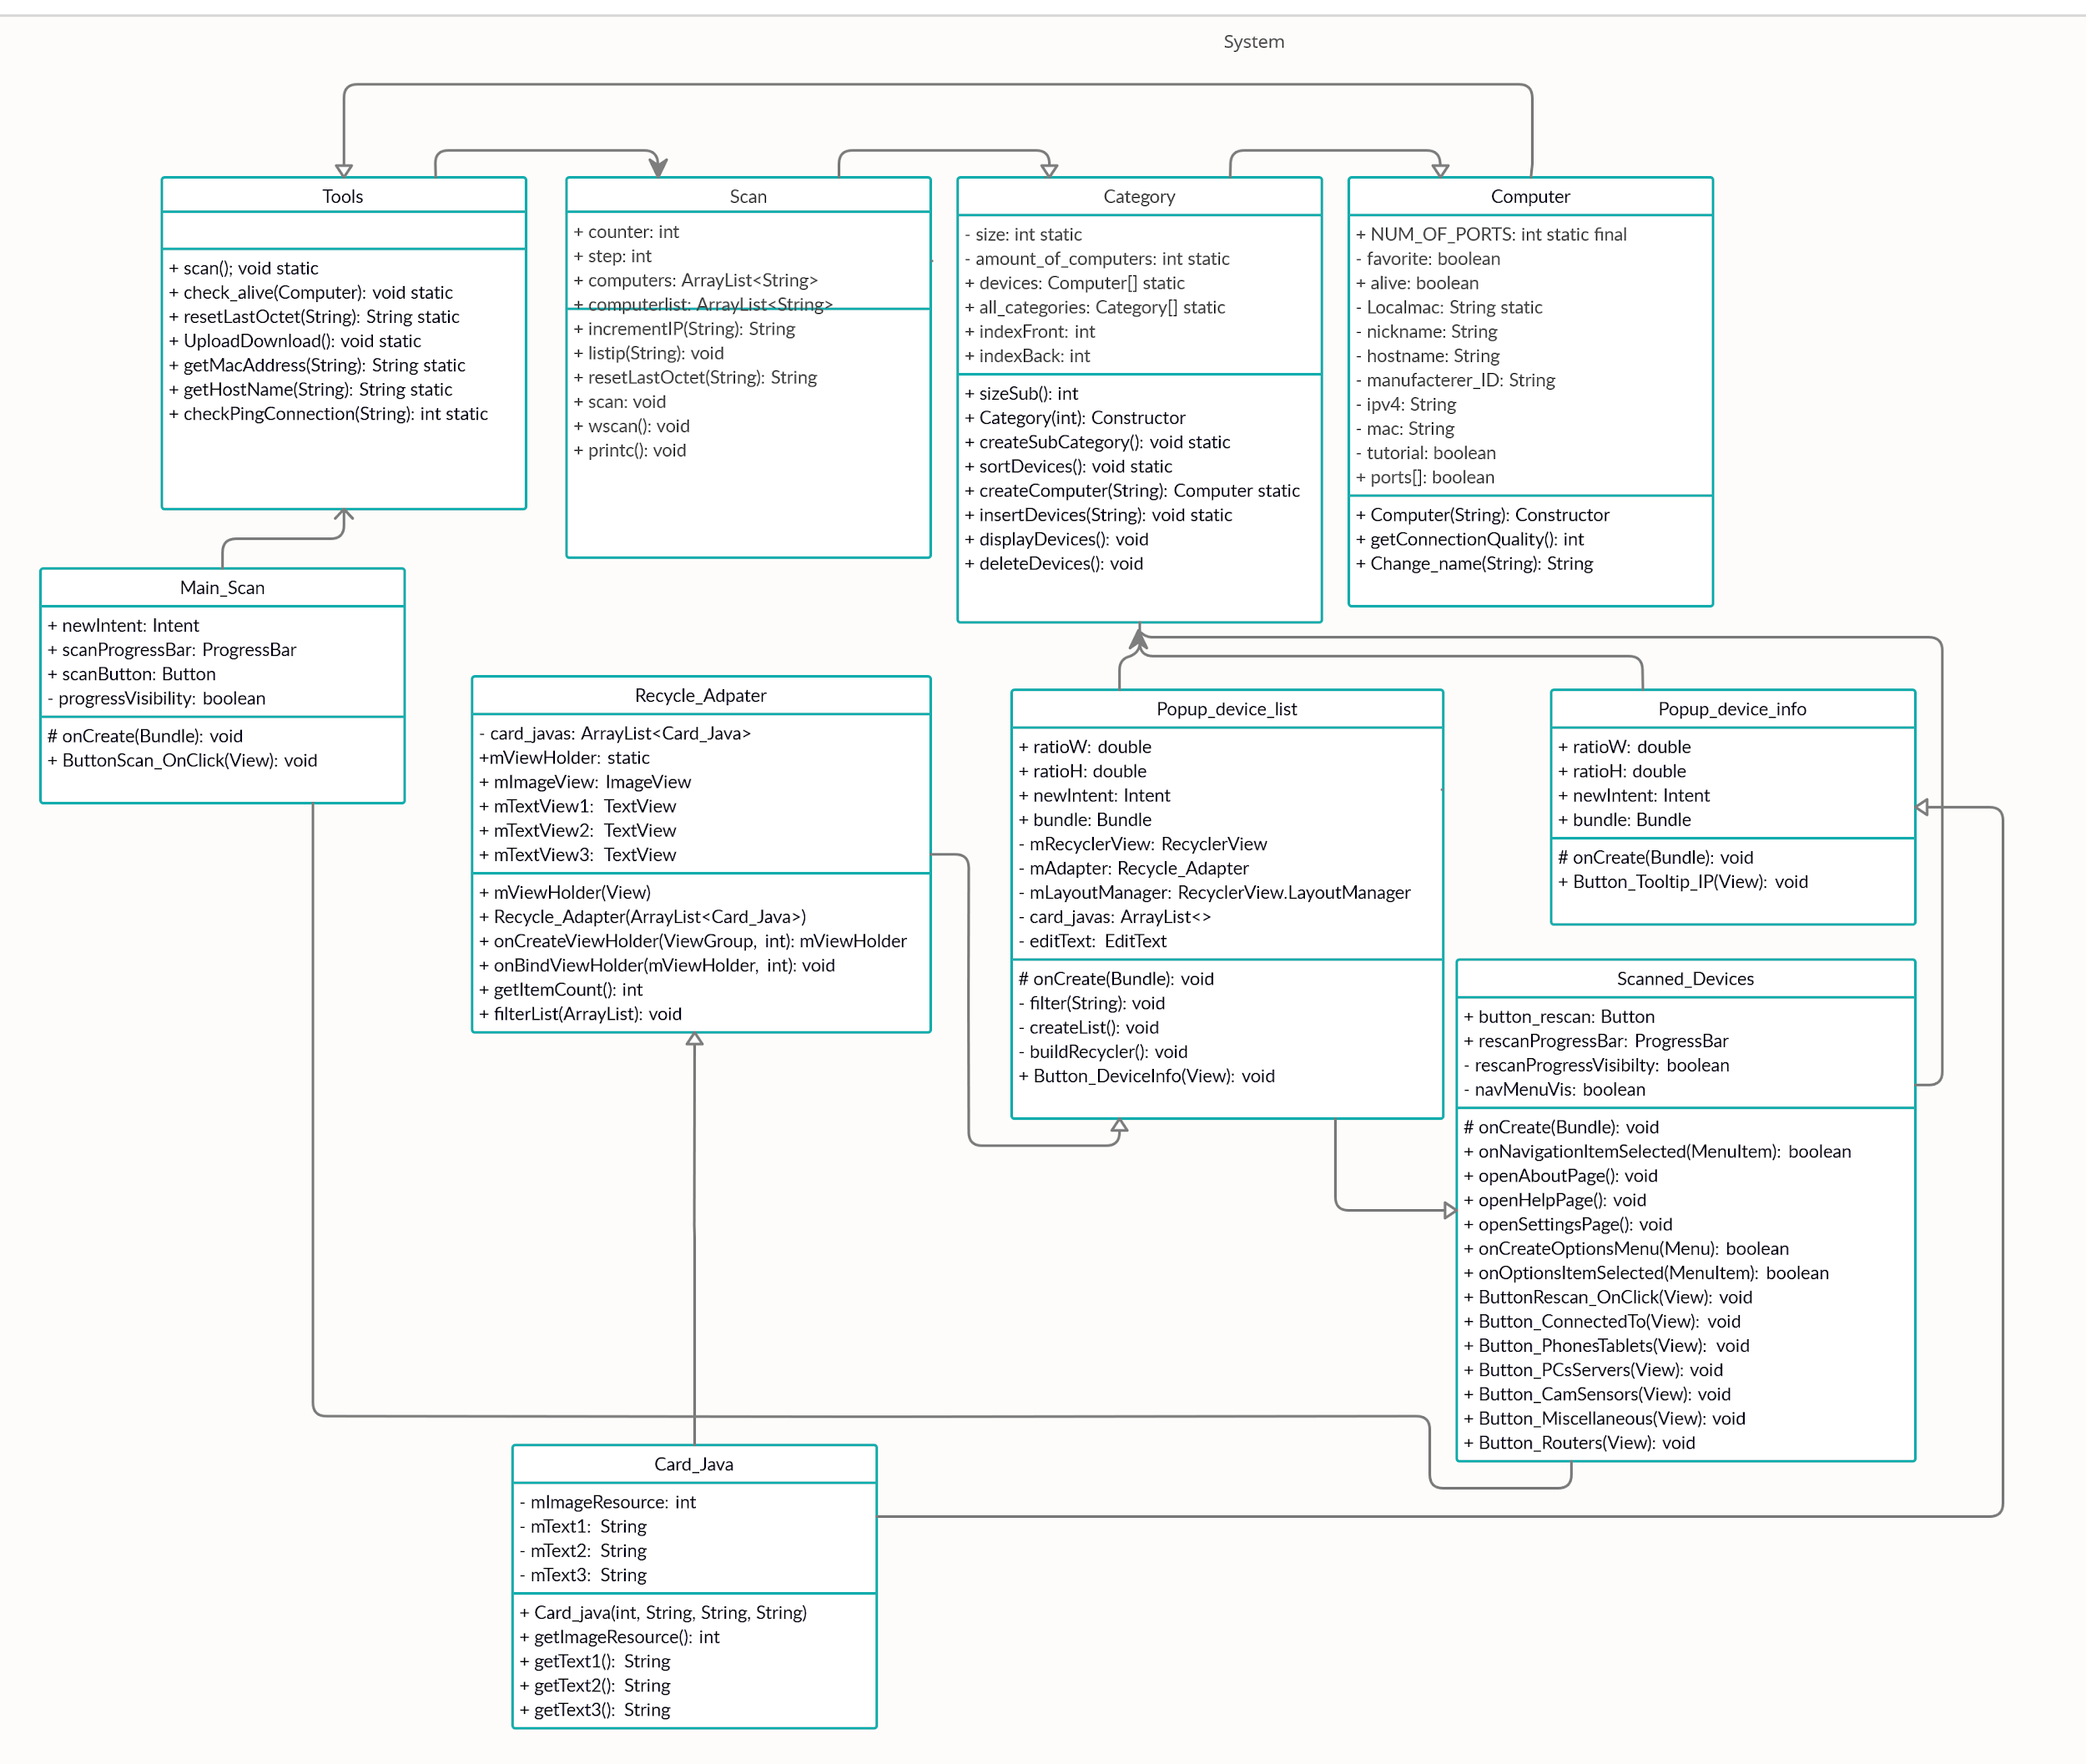 System
Tools
+ scan(); void static
+ check_alive(Computer): void static
+ resetLastOctet(String): String static
+ UploadDownload(): void static
+ getMacAddress(String): String static
+ getHostName(String): String static
+ checkPingConnection(String): int static
Scan
+ counter: int
+ step: int
+ computers: ArrayList<String>
+ computerlist: ArrayList<String>
+ incrementIP(String): String
+ listip(String): void
+ resetLastOctet(String): String
+ scan: void
+ wscan(): void
+ printc(): void
Category
- size: int static
- amount_of_computers: int static
+ devices: Computer[] static
+ all_categories: Category[] static
+ indexFront: int
+ indexBack: int
+ sizeSub(): int
+ Category(int): Constructor
+ createSubCategory(): void static
+ sortDevices(): void static
+ createComputer(String): Computer static
+ insertDevices(String): void static
+ displayDevices(): void
+ deleteDevices(): void
Computer
+ NUM_OF_PORTS: int static final
- favorite: boolean
+ alive: boolean
- Localmac: String static
- nickname: String
- hostname: String
- manufacterer_ID: String
- ipv4: String
- mac: String
- tutorial: boolean
+ ports[]: boolean
+ Computer(String): Constructor
+ getConnectionQuality(): int
+ Change_name(String): String
Main_Scan
+ newIntent: Intent
+ scanProgressBar: ProgressBar
+ scanButton: Button
- progressVisibility: boolean
# onCreate(Bundle): void
+ ButtonScan_OnClick(View): void
Recycle_Adpater
- card_javas: ArrayList<Card_Java>
+mViewHolder: static
+ mImageView: ImageView
+ mTextView1: TextView
+ mTextView2: TextView
+ mTextView3: TextView
+ mViewHolder(View)
+ Recycle_Adapter(ArrayList<Card_Java>)
+ onCreateViewHolder(ViewGroup, int): mViewHolder
+ onBindViewHolder(mViewHolder, int): void
+ getItemCount(): int
+ filterList(ArrayList): void
Popup_device_list
+ ratioW: double
+ ratioH: double
+ newIntent: Intent
+ bundle: Bundle
- mRecyclerView: RecyclerView
- mAdapter: Recycle_Adapter
- mLayoutManager: RecyclerView.LayoutManager
- card_javas: ArrayList<>
- editText: EditText
# onCreate(Bundle): void
- filter(String): void
- createList(): void
- buildRecycler(): void
+ Button_DeviceInfo(View): void
Popup_device_info
+ ratioW: double
+ ratioH: double
+ newIntent: Intent
+ bundle: Bundle
# onCreate(Bundle): void
+ Button_Tooltip_IP(View): void
Scanned_Devices
+ button_rescan: Button
+ rescanProgressBar: ProgressBar
- rescanProgressVisibilty: boolean
- navMenuVis: boolean
# onCreate(Bundle): void
+ onNavigationItemSelected(MenuItem): boolean
+ openAboutPage(): void
+ openHelpPage(): void
+ openSettingsPage(): void
+ onCreateOptionsMenu(Menu): boolean
+ onOptionsItemSelected(MenuItem): boolean
+ ButtonRescan_OnClick(View): void
+ Button_ConnectedTo(View): void
+ Button_PhonesTablets(View): void
+ Button_PCsServers(View): void
+ Button_CamSensors(View): void
+ Button_Miscellaneous(View): void
+ Button_Routers(View): void
Card_Java
- mImageResource: int
- mText1: String
- mText2: String
- mText3: String
+ Card_java(int, String, String, String)
+ getImageResource(): int
+ getText1(): String
+ getText2(): String
+ getText3(): String